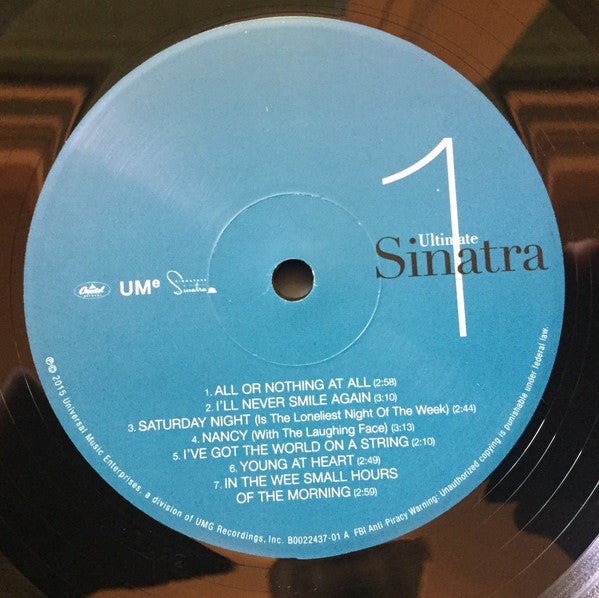 1
Ultimate
Sinatra
Capitol
UMe
SIGNATURE
Sinatra
1. ALL OR NOTHING AT ALL (2:58)
2. I'LL NEVER SMILE AGAIN (3:10)
3. SATURDAY NIGHT (Is The Loneliest Night Of The Week) (2:44)
4. NANCY (With The Laughing Face) (3:13)
5. I'VE GOT THE WORLD ON A STRING (2:10)
6. YOUNG AT HEART (2:49)
7. IN THE WEE SMALL HOURS
OF THE MORNING (2:59)
℗© 2015 Universal Music Enterprises, a division of UMG Recordings, Inc. B0022437-01 A FBI Anti-Piracy Warning: Unauthorized copying is punishable under federal law.